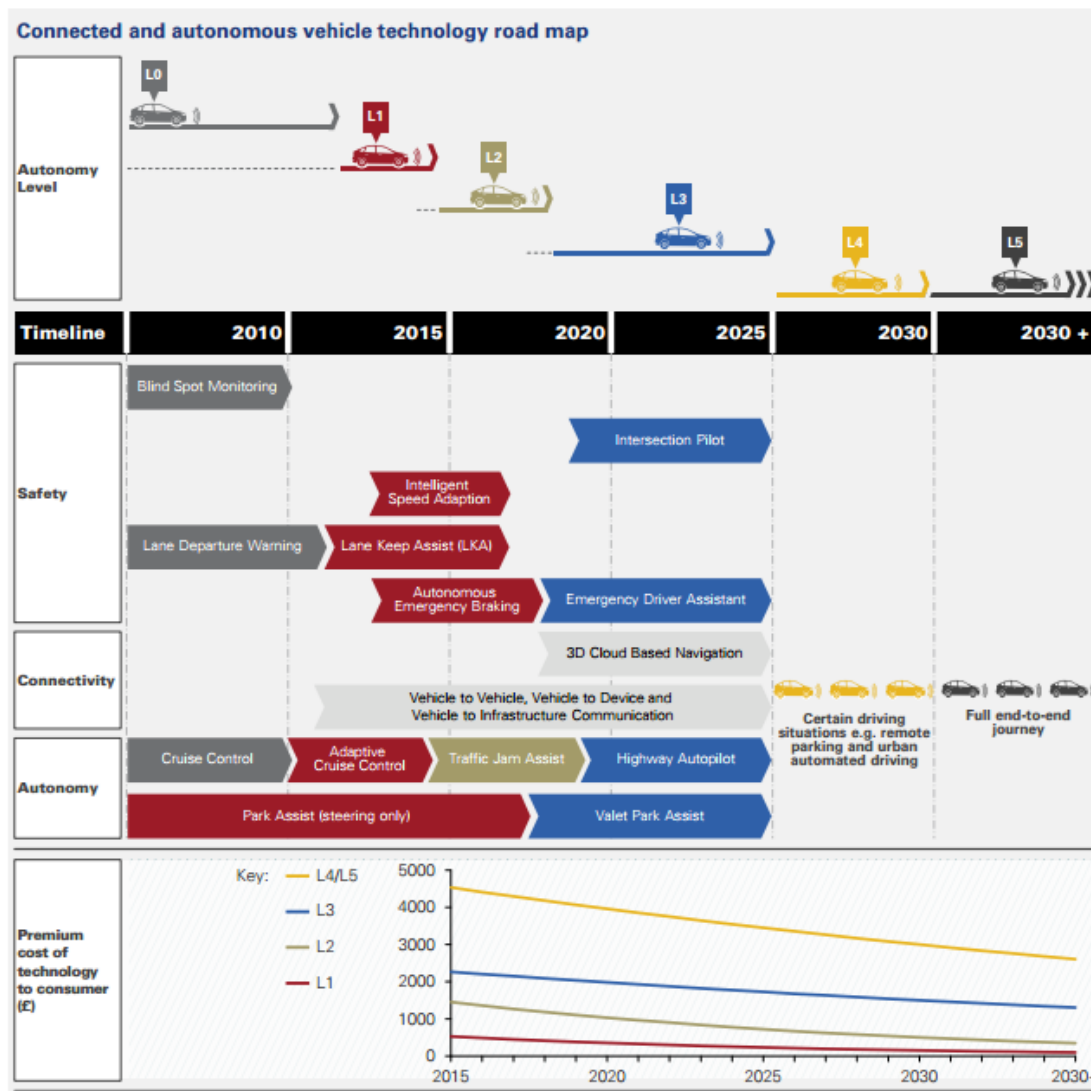 Connected and autonomous vehicle technology road map
L0
L1
L2
L3
L4
L5
Autonomy
Level
Timeline
2010
2015
2020
2025
2030
2030 +
Safety
Blind Spot Monitoring
Intersection Pilot
Intelligent
Speed Adaption
Lane Departure Warning
Lane Keep Assist (LKA)
Autonomous
Emergency Braking
Emergency Driver Assistant
Connectivity
3D Cloud Based Navigation
Vehicle to Vehicle, Vehicle to Device and
Vehicle to Infrastructure Communication
Certain driving
situations e.g. remote
parking and urban
automated driving
Full end-to-end
journey
Autonomy
Cruise Control
Adaptive
Cruise Control
Traffic Jam Assist
Highway Autopilot
Park Assist (steering only)
Valet Park Assist
Premium
cost of
technology
to consumer
(£)
Key:
L4/L5
L3
L2
L1
5000
4000
3000
2000
1000
0
2015
2020
2025
2030
2030+